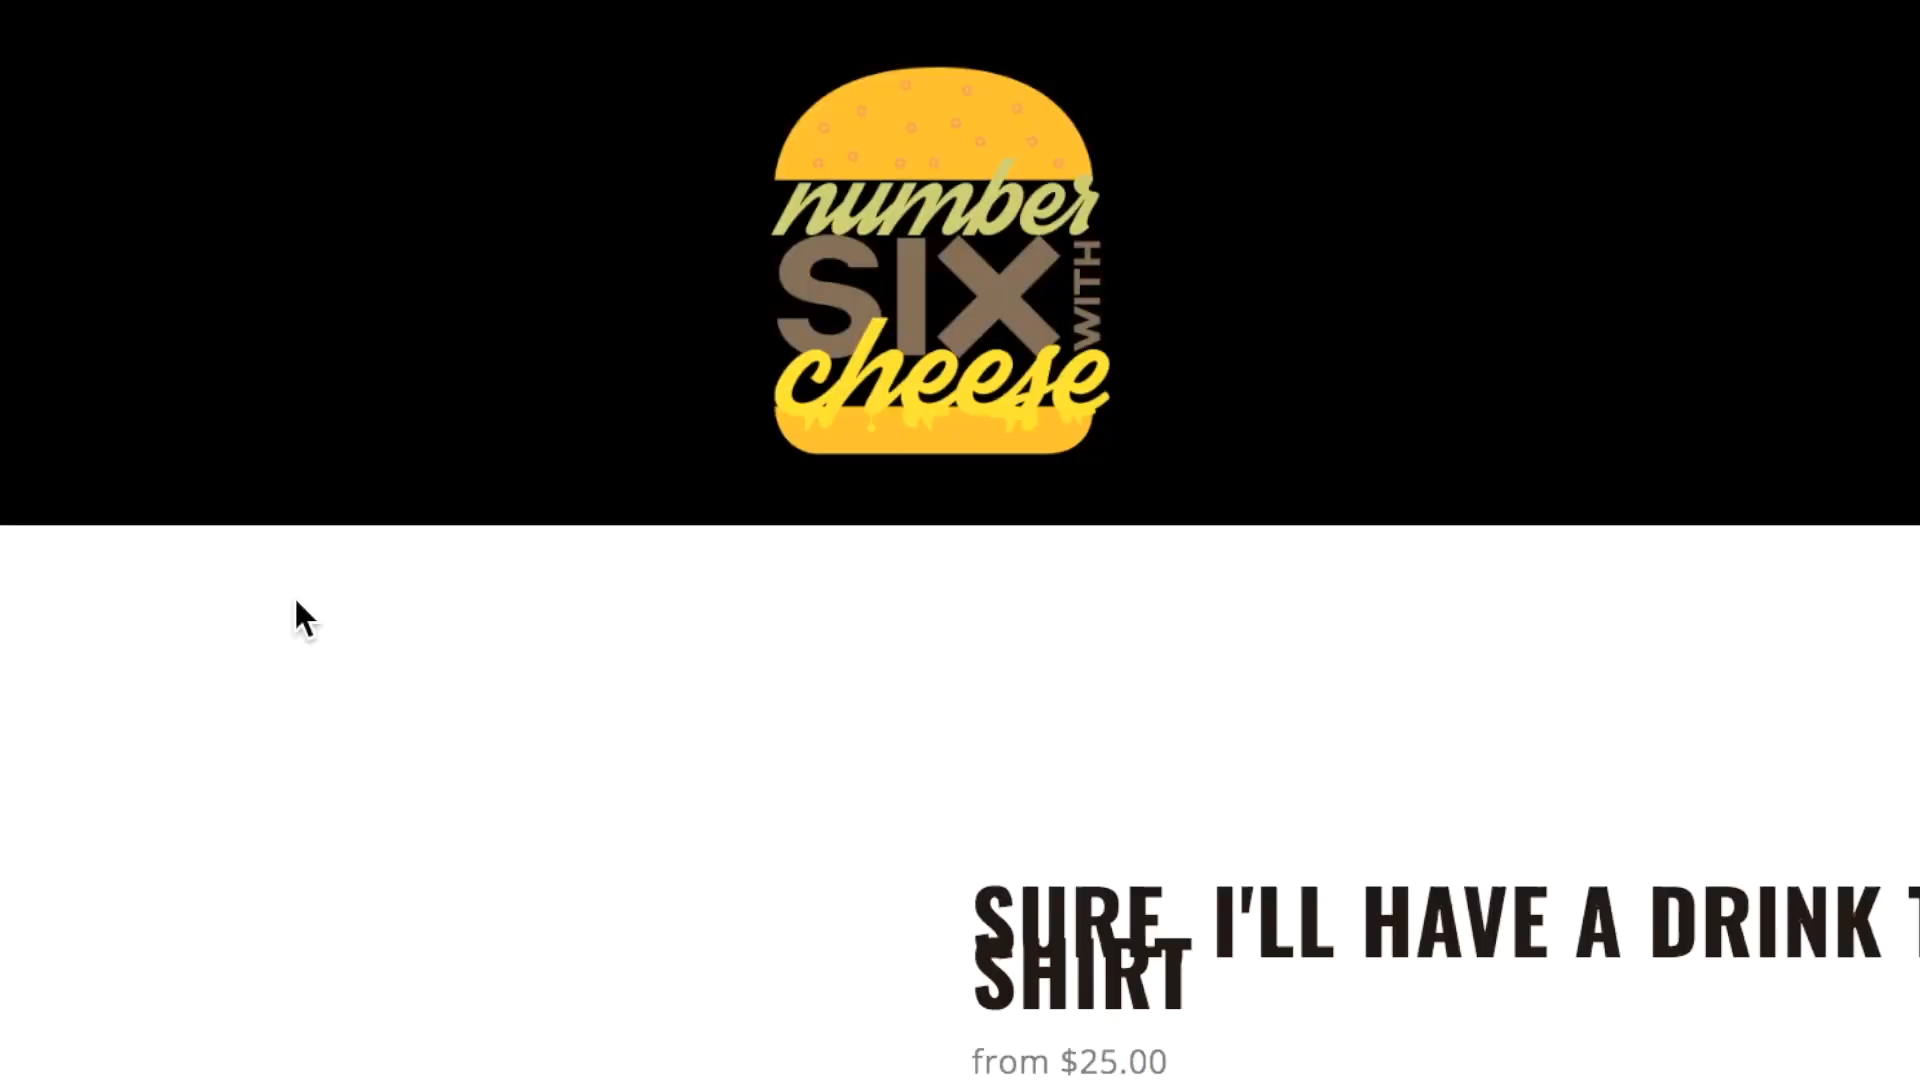 number
SIX WITH
cheese
SURE, I'LL HAVE A DRINK
SHIRT
from $25.00